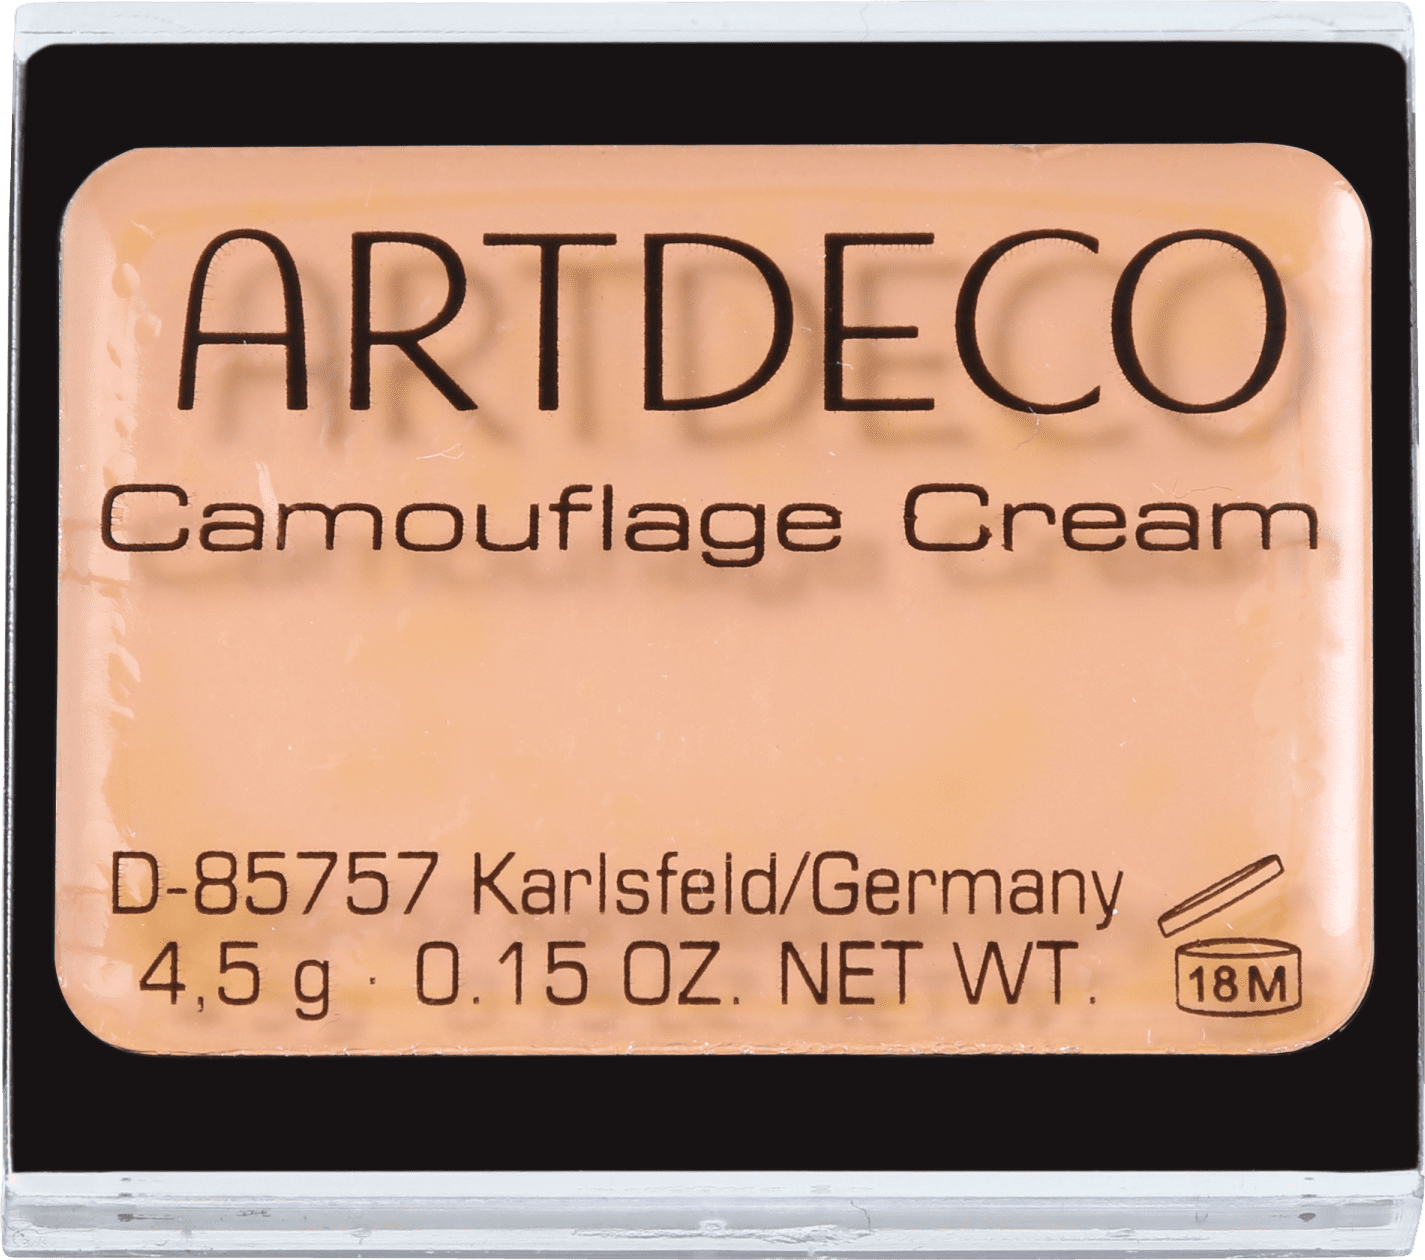 ARTDECO
Camouflage Cream
D-85757 Karlsfeld/Germany
4,5 g · 0.15 OZ. NET WT.
18M